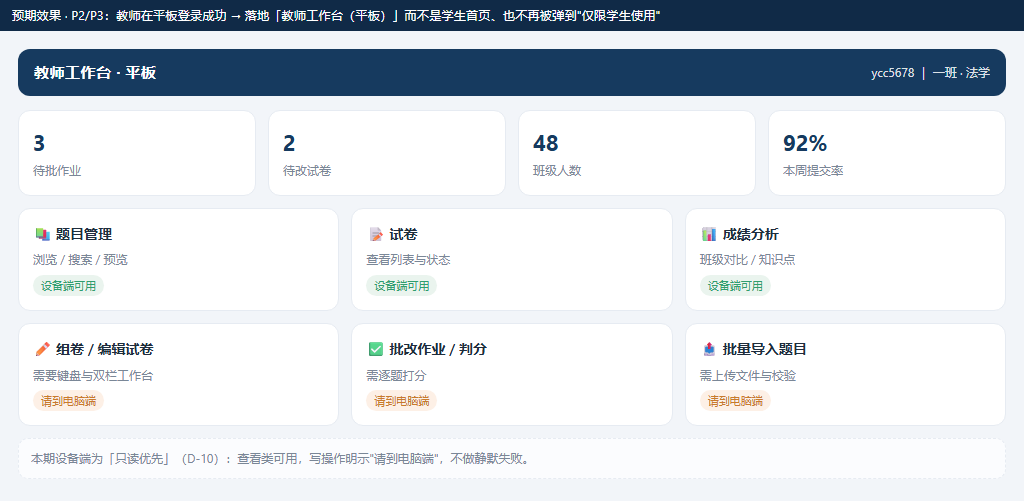 预期效果 · P2/P3：教师在平板登录成功 → 落地「教师工作台（平板）」而不是学生首页、也不再被弹到"仅限学生使用"
教师工作台 · 平板
ycc5678 ｜ 一班 · 法学
3
待批作业
2
待改试卷
48
班级人数
92%
本周提交率
题目管理
浏览 / 搜索 / 预览
设备端可用
试卷
查看列表与状态
设备端可用
成绩分析
班级对比 / 知识点
设备端可用
组卷 / 编辑试卷
需要键盘与双栏工作台
请到电脑端
批改作业 / 判分
需逐题打分
请到电脑端
批量导入题目
需上传文件与校验
请到电脑端
本期设备端为「只读优先」（D-10）：查看类可用，写操作明示"请到电脑端"，不做静默失败。